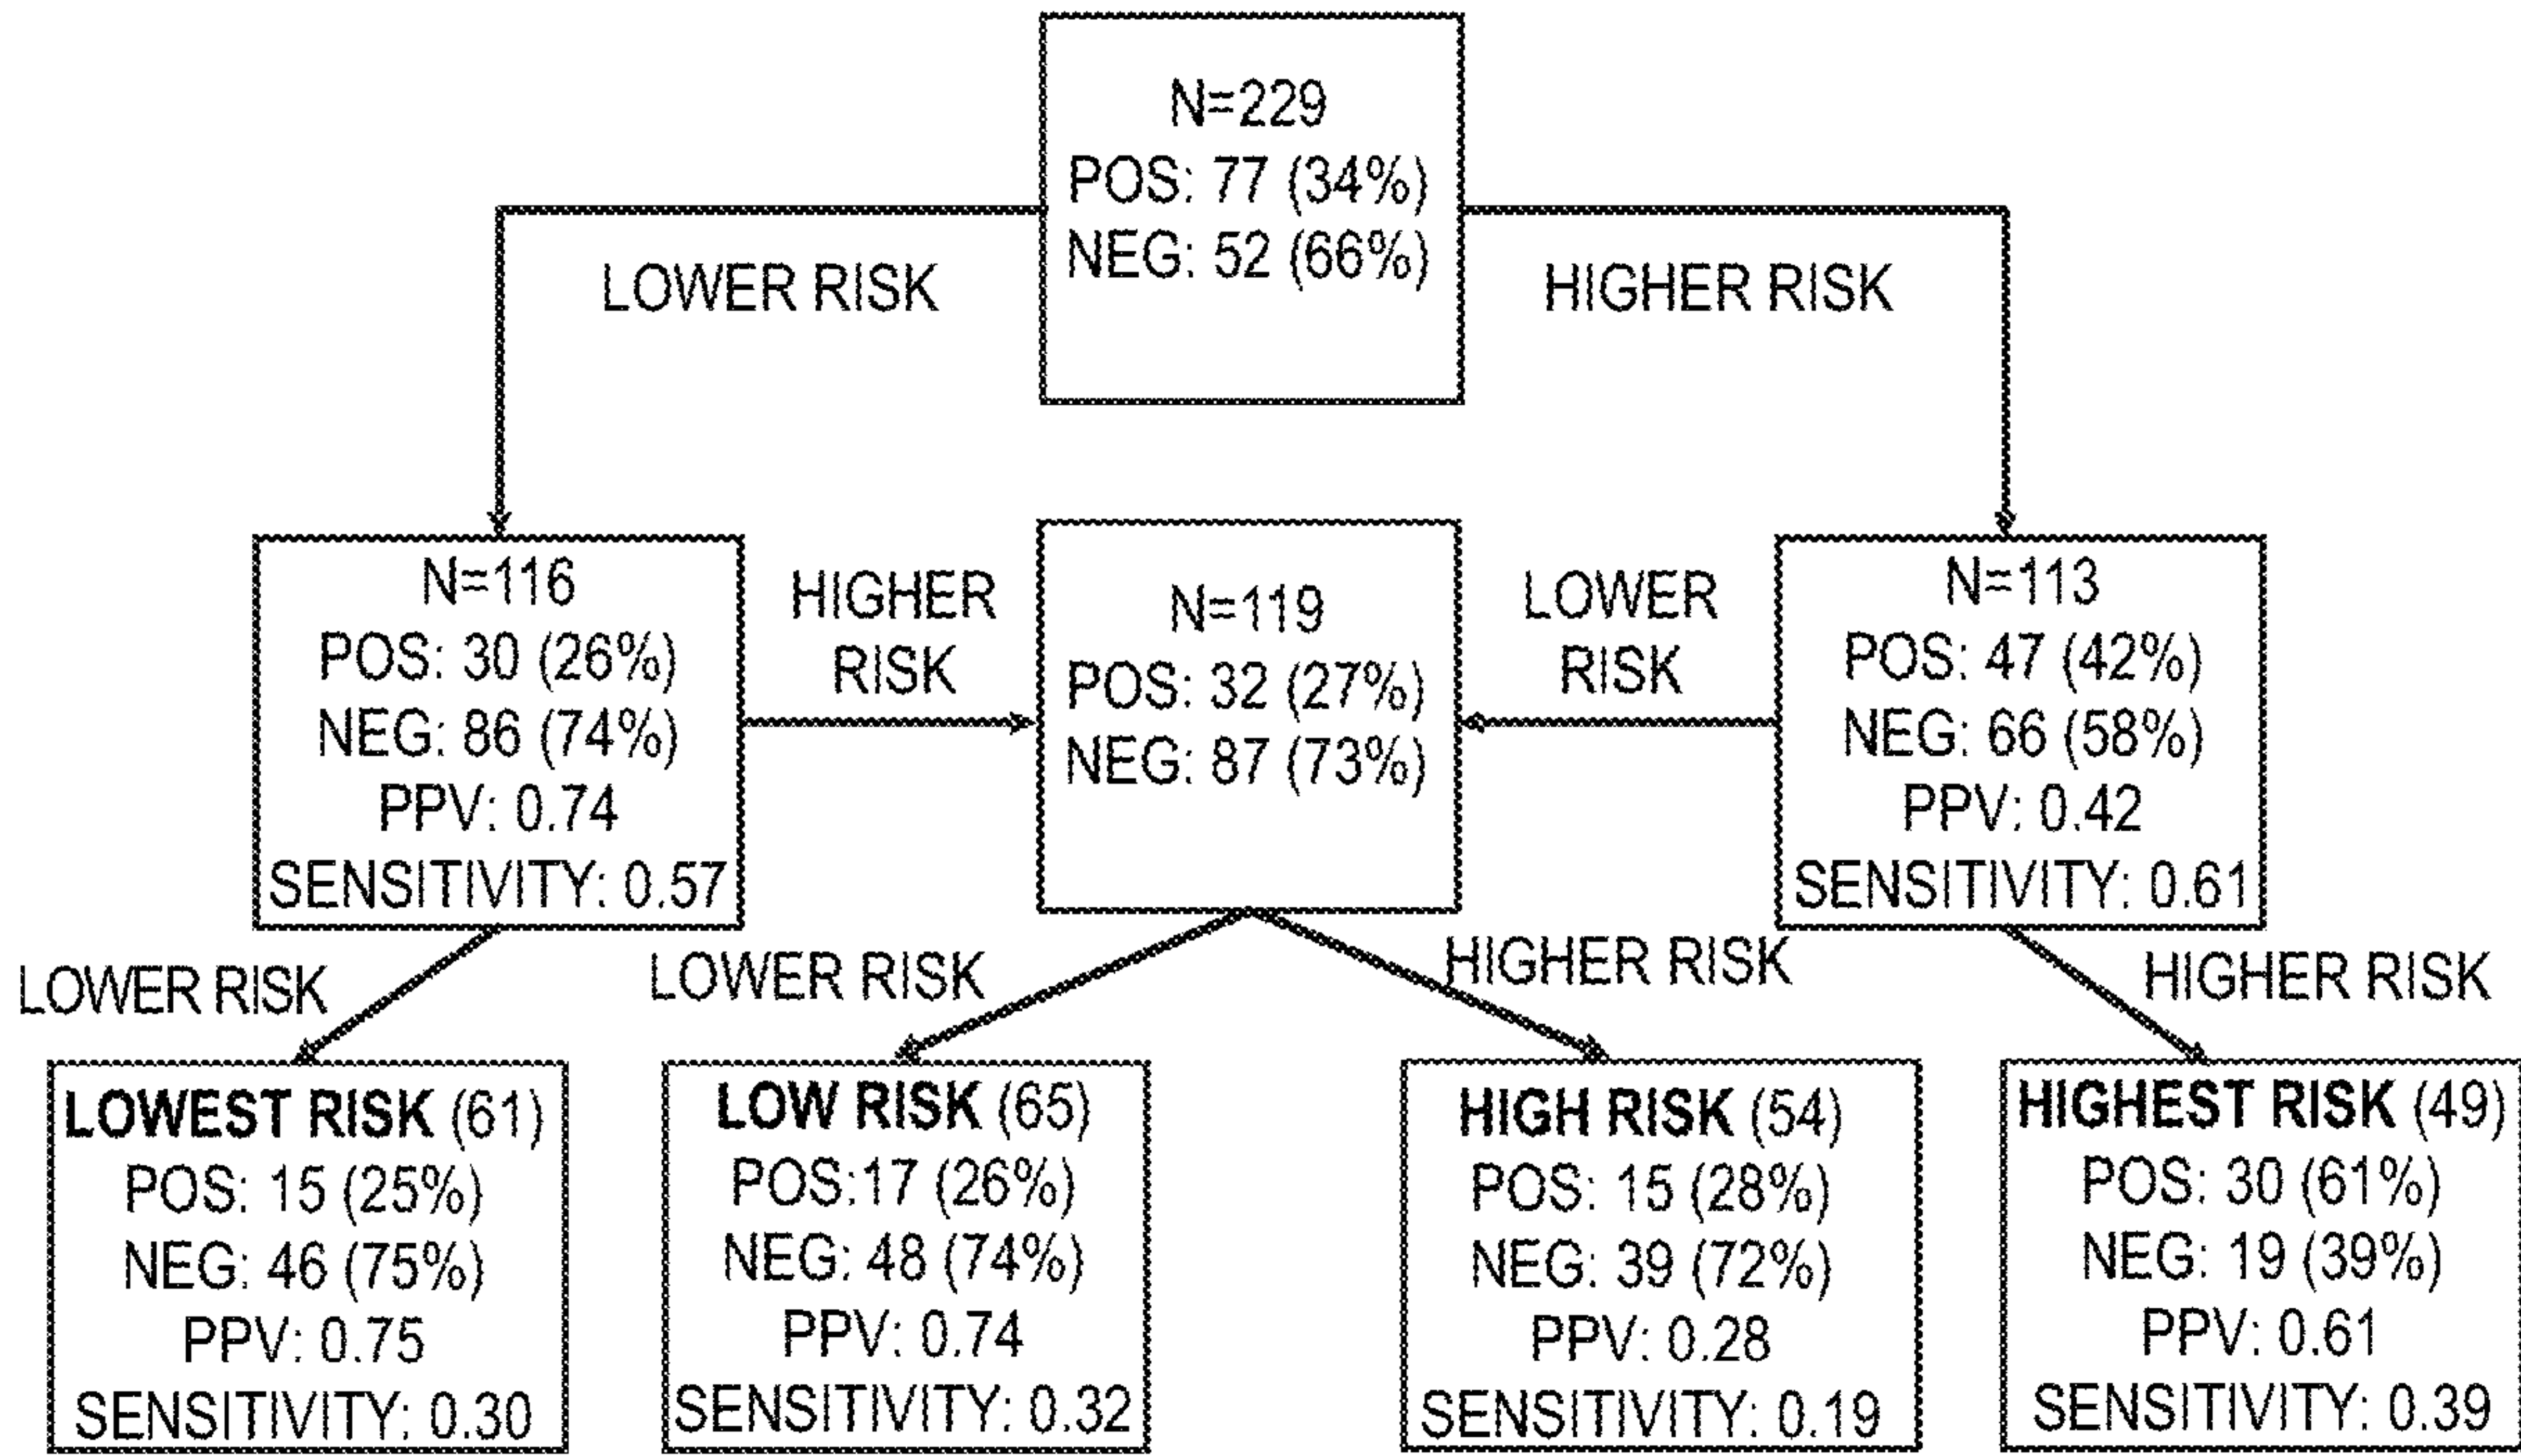 N=229
POS: 77 (34%)
NEG: 52 (66%)
LOWER RISK
HIGHER RISK
N=116
POS: 30 (26%)
NEG: 86 (74%)
PPV: 0.74
SENSITIVITY: 0.57
HIGHER
RISK
N=119
POS: 32 (27%)
NEG: 87 (73%)
LOWER
RISK
N=113
POS: 47 (42%)
NEG: 66 (58%)
PPV: 0.42
SENSITIVITY: 0.61
LOWER RISK
LOWER RISK
HIGHER RISK
HIGHER RISK
LOWEST RISK (61)
POS: 15 (25%)
NEG: 46 (75%)
PPV: 0.75
SENSITIVITY: 0.30
LOW RISK (65)
POS:17 (26%)
NEG: 48 (74%)
PPV: 0.74
SENSITIVITY: 0.32
HIGH RISK (54)
POS: 15 (28%)
NEG: 39 (72%)
PPV: 0.28
SENSITIVITY: 0.19
HIGHEST RISK (49)
POS: 30 (61%)
NEG: 19 (39%)
PPV: 0.61
SENSITIVITY: 0.39